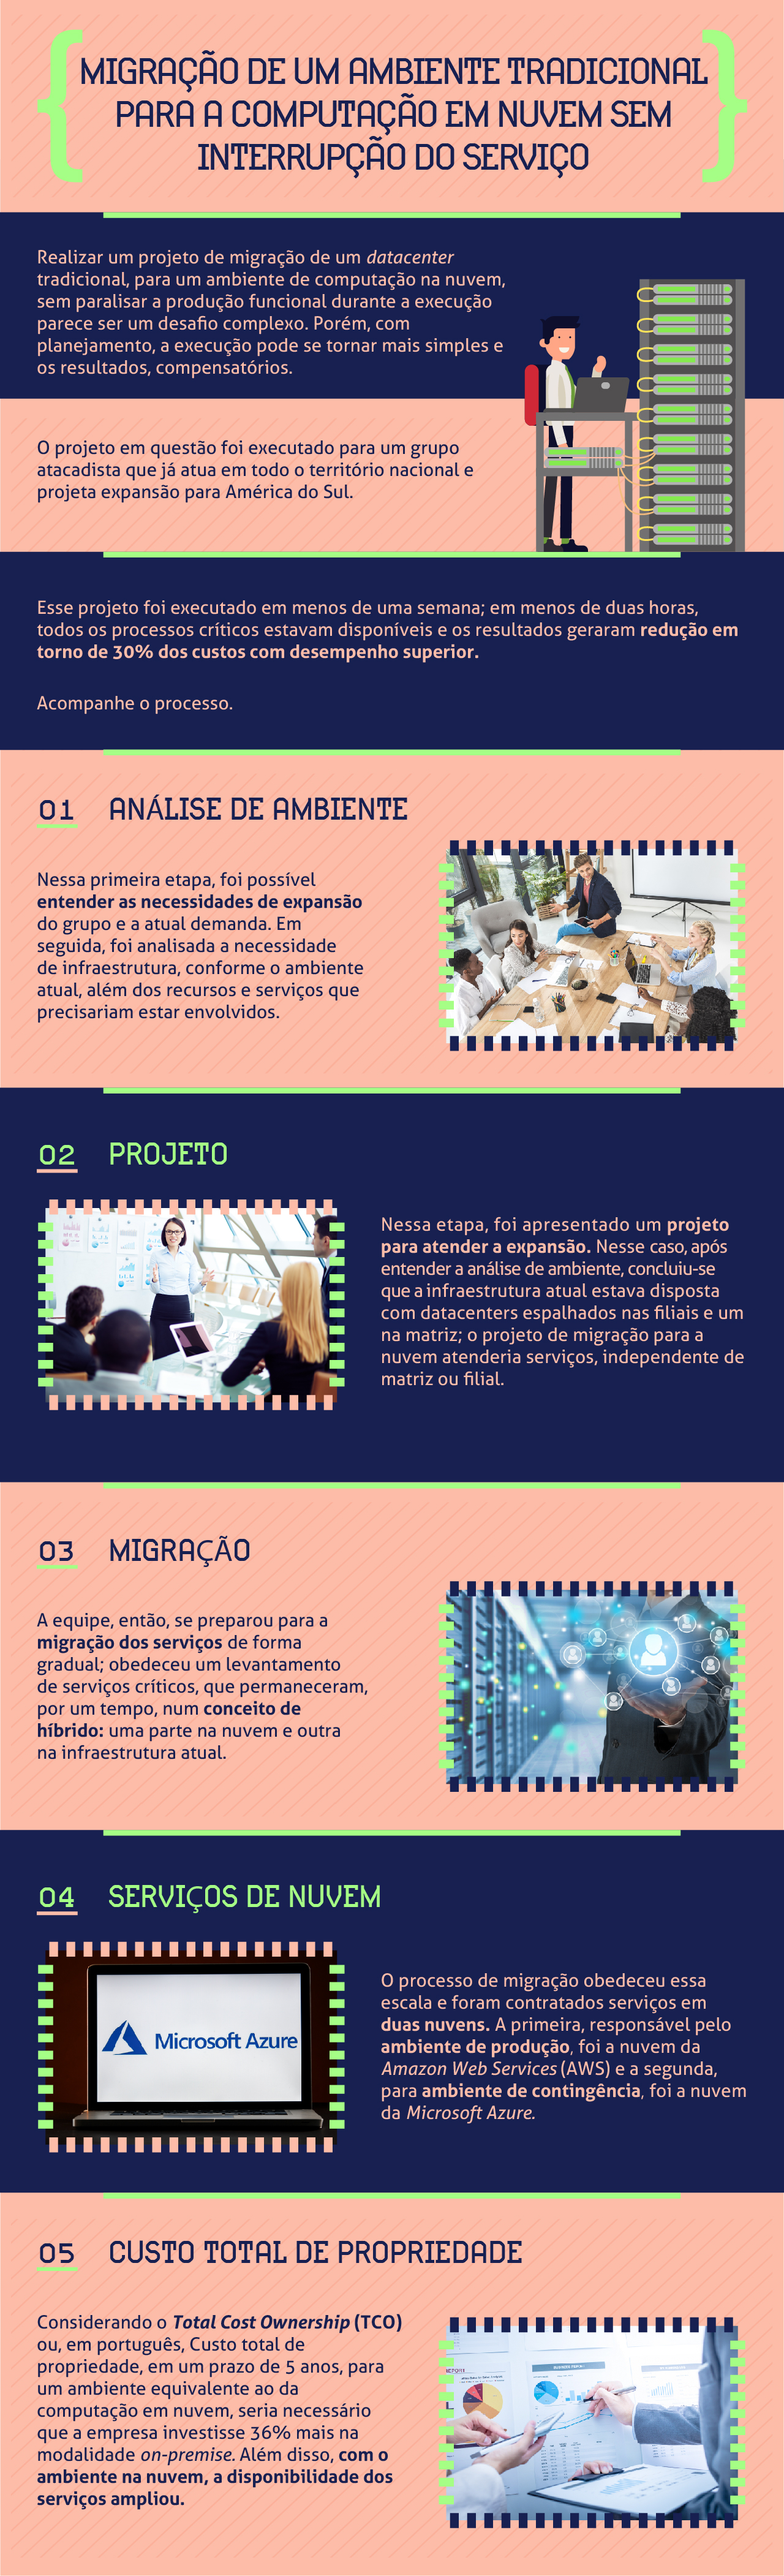 MIGRAÇÃO DE UM AMBIENTE TRADICIONAL
PARA A COMPUTAÇÃO EM NUVEM SEM
INTERRUPÇÃO DO SERVIÇO
Realizar um projeto de migração de um datacenter
tradicional, para um ambiente de computação na nuvem,
sem paralisar a produção funcional durante a execução
parece ser um desafio complexo. Porém, com
planejamento, a execução pode se tornar mais simples e
os resultados, compensatórios.
O projeto em questão foi executado para um grupo
atacadista que já atua em todo o território nacional e
projeta expansão para América do Sul.
Esse projeto foi executado em menos de uma semana; em menos de duas horas,
todos os processos críticos estavam disponíveis e os resultados geraram redução em
torno de 30% dos custos com desempenho superior.
Acompanhe o processo.
01 ANÁLISE DE AMBIENTE
Nessa primeira etapa, foi possível
entender as necessidades de expansão
do grupo e a atual demanda. Em
seguida, foi analisada a necessidade
de infraestrutura, conforme o ambiente
atual, além dos recursos e serviços que
precisariam estar envolvidos.
02 PROJETO
Nessa etapa, foi apresentado um projeto
para atender a expansão. Nesse caso, após
entender a análise de ambiente, concluiu-se
que a infraestrutura atual estava disposta
com datacenters espalhados nas filiais e um
na matriz; o projeto de migração para a
nuvem atenderia serviços, independente de
matriz ou filial.
03 MIGRAÇÃO
A equipe, então, se preparou para a
migração dos serviços de forma
gradual; obedeceu um levantamento
de serviços críticos, que permaneceram,
por um tempo, num conceito de
híbrido: uma parte na nuvem e outra
na infraestrutura atual.
04 SERVIÇOS DE NUVEM
Microsoft Azure
O processo de migração obedeceu essa
escala e foram contratados serviços em
duas nuvens. A primeira, responsável pelo
ambiente de produção, foi a nuvem da
Amazon Web Services (AWS) e a segunda,
para ambiente de contingência, foi a nuvem
da Microsoft Azure.
05 CUSTO TOTAL DE PROPRIEDADE
Considerando o Total Cost Ownership (TCO)
ou, em português, Custo total de
propriedade, em um prazo de 5 anos, para
um ambiente equivalente ao da
computação em nuvem, seria necessário
que a empresa investisse 36% mais na
modalidade on-premise. Além disso, com o
ambiente na nuvem, a disponibilidade dos
serviços ampliou.